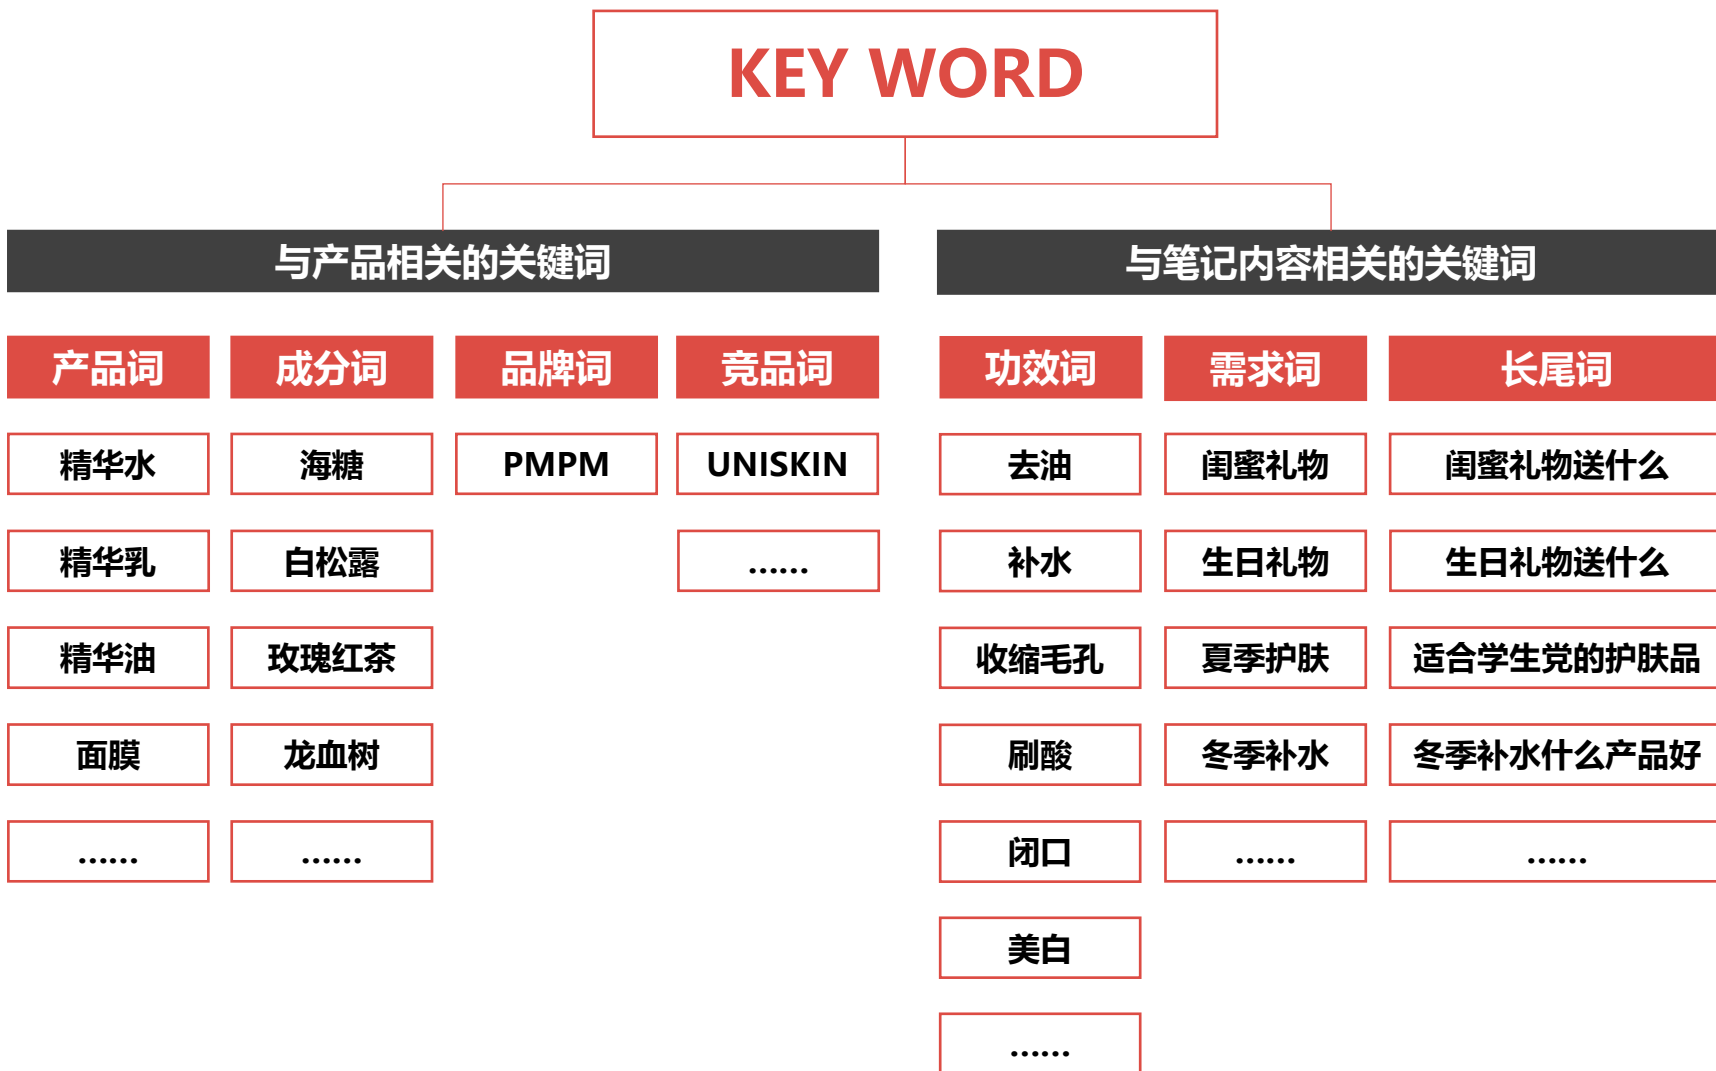 KEY WORD
与产品相关的关键词
产品词
成分词
品牌词
竞品词
精华水
海糖
PMPM
UNISKIN
精华乳
白松露
......
精华油
玫瑰红茶
面膜
龙血树
......
......
与笔记内容相关的关键词
功效词
需求词
长尾词
去油
闺蜜礼物
闺蜜礼物送什么
补水
生日礼物
生日礼物送什么
收缩毛孔
夏季护肤
适合学生党的护肤品
刷酸
冬季补水
冬季补水什么产品好
闭口
......
......
美白
......